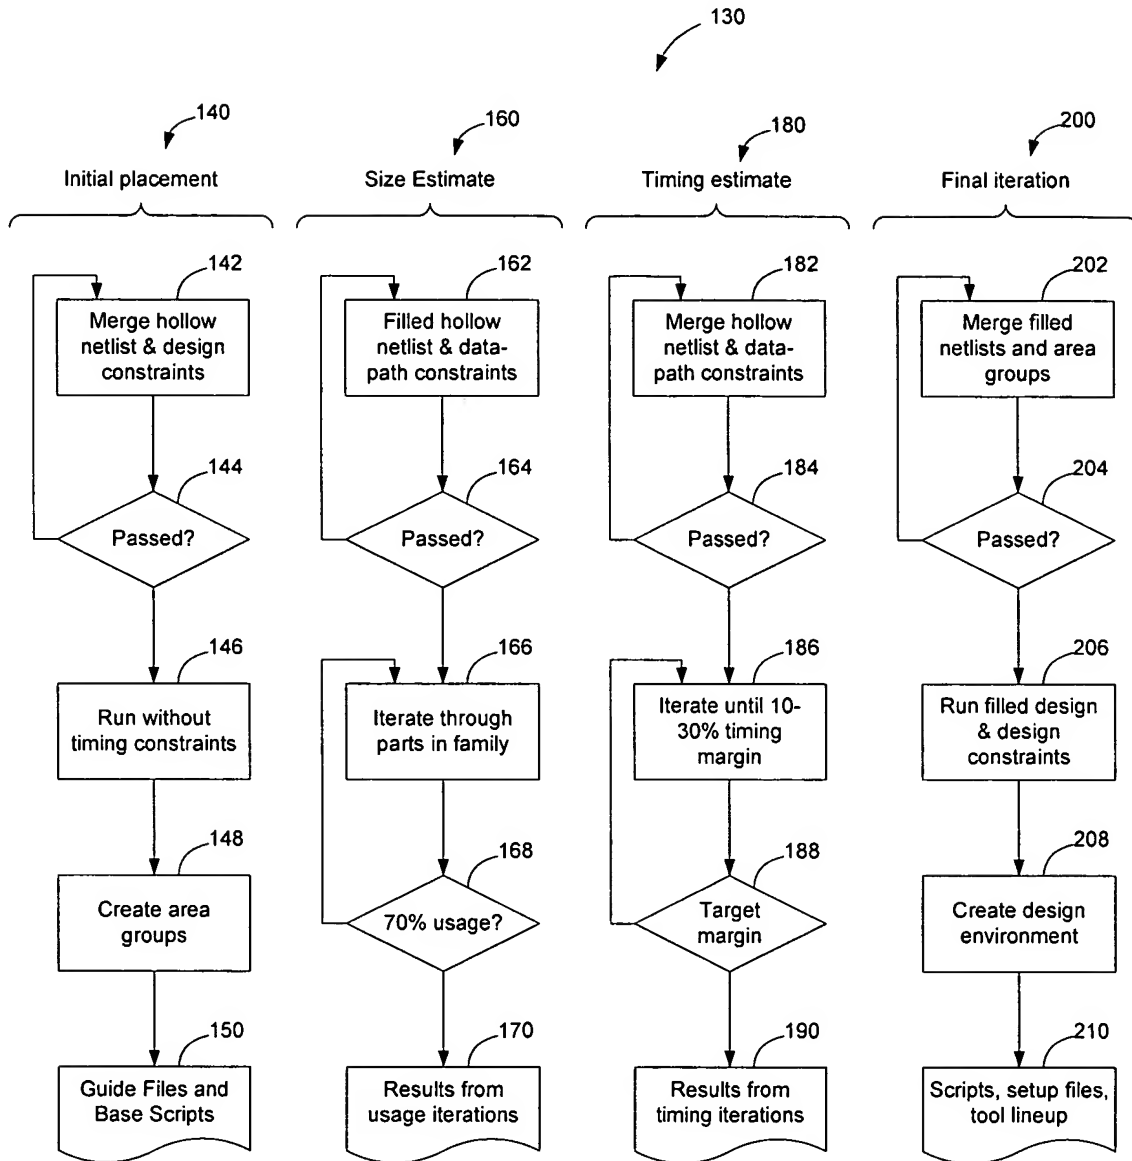 130
140
160
180
200
Initial placement
Size Estimate
Timing estimate
Final iteration
142
Merge hollow
netlist & design
constraints
144
Passed?
146
Run without
timing constraints
148
Create area
groups
150
Guide Files and
Base Scripts
162
Filled hollow
netlist & data-
path constraints
164
Passed?
166
Iterate through
parts in family
168
70% usage?
170
Results from
usage iterations
182
Merge hollow
netlist & data-
path constraints
184
Passed?
186
Iterate until 10-
30% timing
margin
188
Target
margin
190
Results from
timing iterations
202
Merge filled
netlists and area
groups
204
Passed?
206
Run filled design
& design
constraints
208
Create design
environment
210
Scripts, setup files,
tool lineup